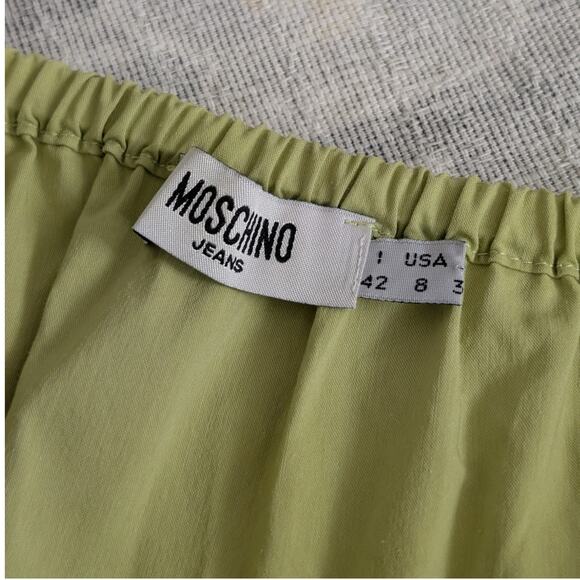 MOSCHINO
JEANS
I USA
42 8 3